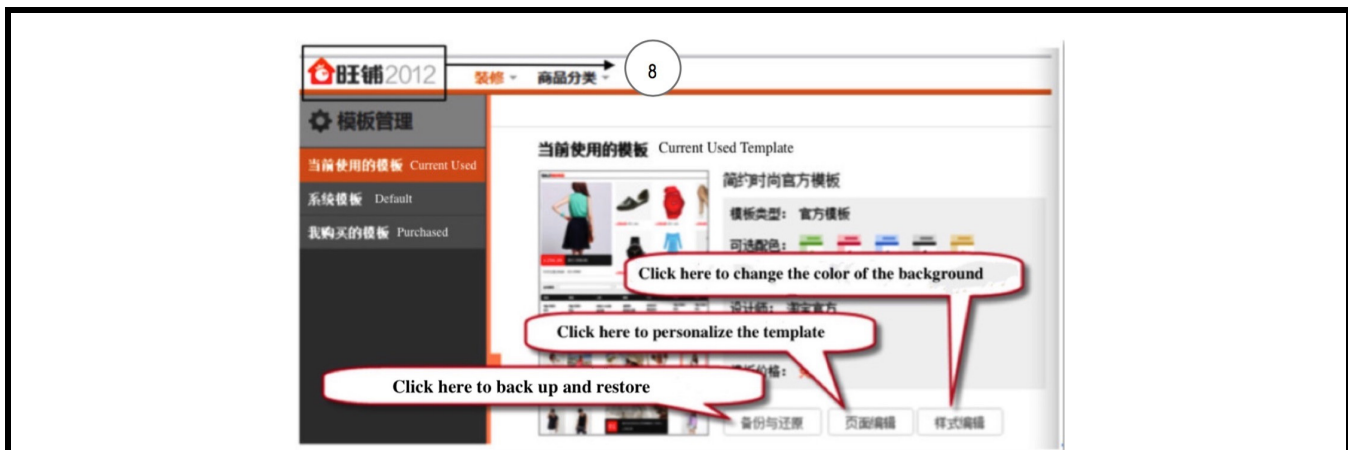 旺铺2012 装修 商品分类 8
模板管理
当前使用的模板 Current Used Template
当前使用的模板 Current Used
简约时尚官方模板
系统模板 Default
模板类型： 官方模板
我购买的模板 Purchased
可选配色：
Click here to change the color of the background
设计师： 淘宝官方
Click here to personalize the template
Click here to back up and restore
备份与还原 页面编辑 样式编辑